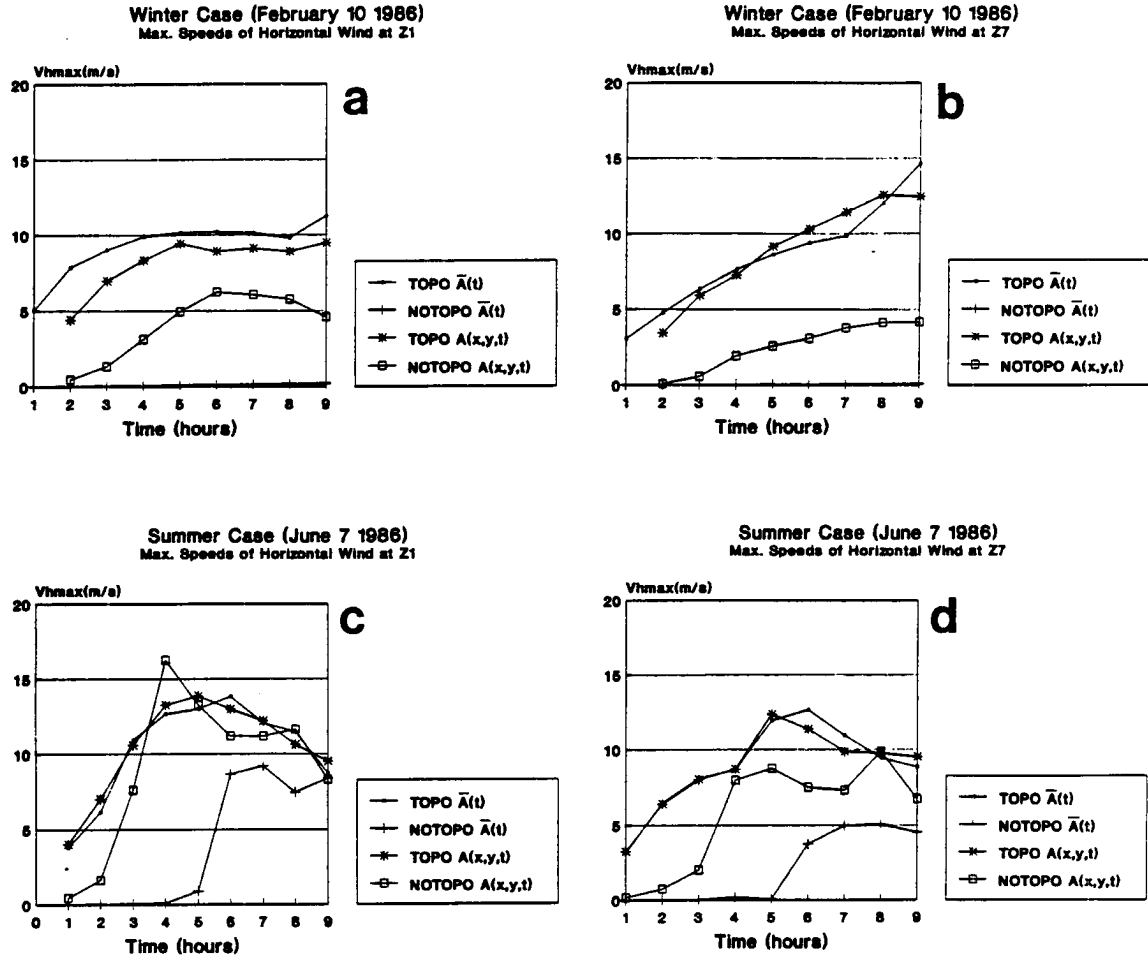 Winter Case (February 10 1986)
Max. Speeds of Horizontal Wind at Z1
Vhmax(m/s)
20
15
10
5
0
1 2 3 4 5 6 7 8 9
Time (hours)
a
TOPO A̅(t)
NOTOPO A̅(t)
TOPO A(x,y,t)
NOTOPO A(x,y,t)
Winter Case (February 10 1986)
Max. Speeds of Horizontal Wind at Z7
Vhmax(m/s)
20
15
10
5
0
1 2 3 4 5 6 7 8 9
Time (hours)
b
TOPO A̅(t)
NOTOPO A̅(t)
TOPO A(x,y,t)
NOTOPO A(x,y,t)
Summer Case (June 7 1986)
Max. Speeds of Horizontal Wind at Z1
Vhmax(m/s)
20
15
10
5
0
0 1 2 3 4 5 6 7 8 9
Time (hours)
c
TOPO A̅(t)
NOTOPO A̅(t)
TOPO A(x,y,t)
NOTOPO A(x,y,t)
Summer Case (June 7 1986)
Max. Speeds of Horizontal Wind at Z7
Vhmax(m/s)
20
15
10
5
0
1 2 3 4 5 6 7 8 9
Time (hours)
d
TOPO A̅(t)
NOTOPO A̅(t)
TOPO A(x,y,t)
NOTOPO A(x,y,t)